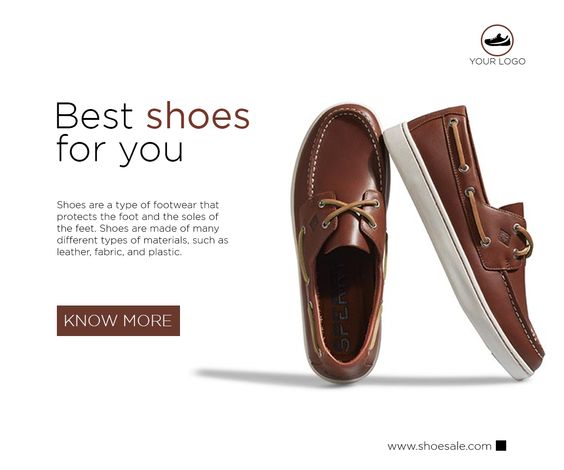 YOUR LOGO
Best shoes
for you
Shoes are a type of footwear that
protects the foot and the soles of
the feet. Shoes are made of many
different types of materials, such as
leather, fabric, and plastic.
KNOW MORE
SPERRY
www.shoesale.com